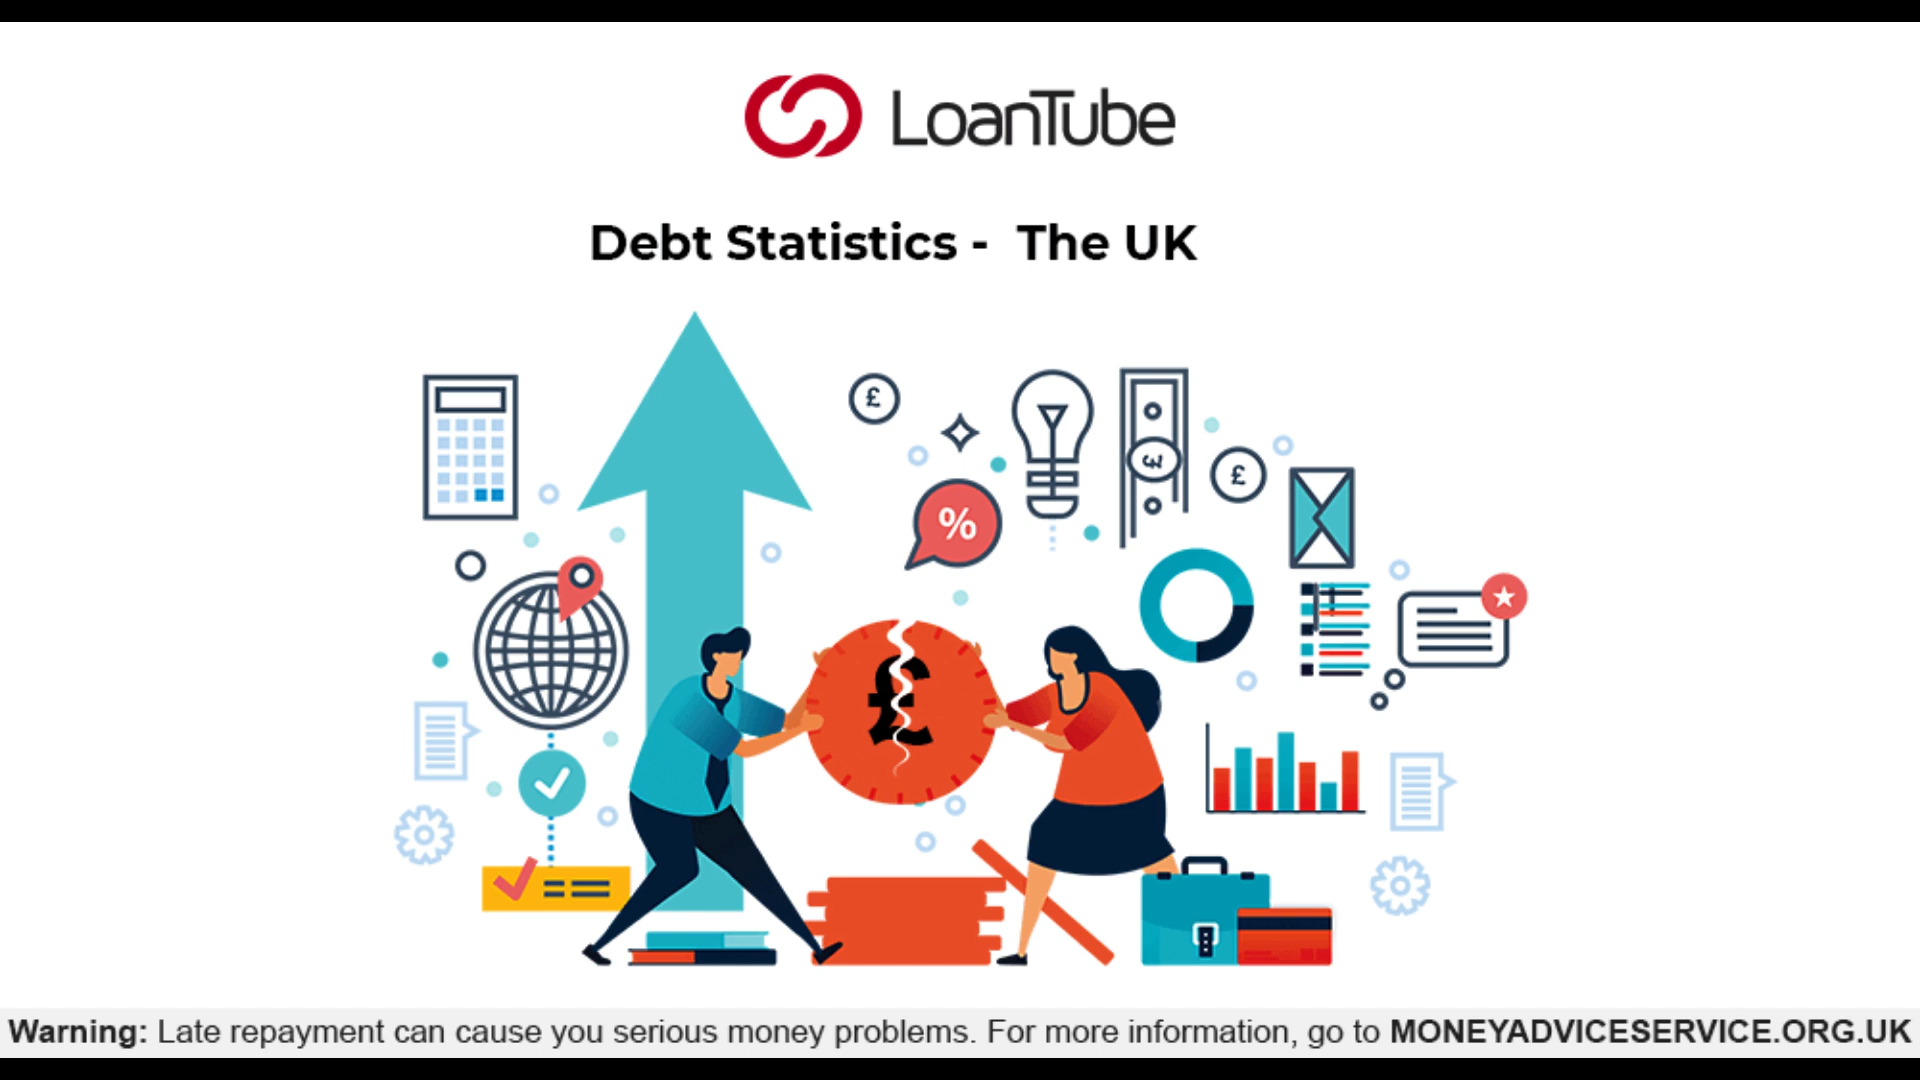 LoanTube
Debt Statistics - The UK
£
£
£
%
£
Warning: Late repayment can cause you serious money problems. For more information, go to MONEYADVICESERVICE.ORG.UK